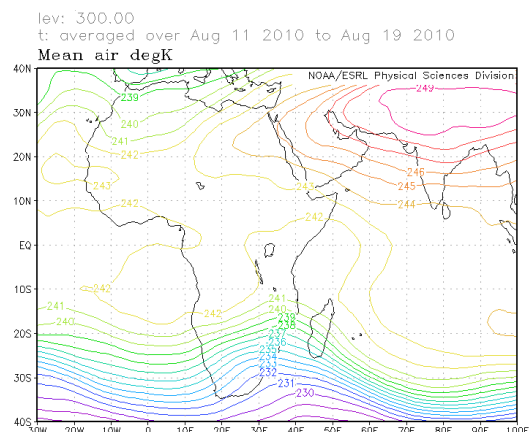 lev: 300.00
t: averaged over Aug 11 2010 to Aug 19 2010
Mean air degK
NOAA/ESRL Physical Sciences Division
40N
30N
20N
10N
EQ
10S
20S
30S
40S
239
240
241
242
243
242
242
242
243
242
249
246
245
244
241
240
241
240
239
238
236
234
232
231
230
30W
20W
10W
0
10E
20E
30E
40E
50E
60E
70E
80E
90E
100E